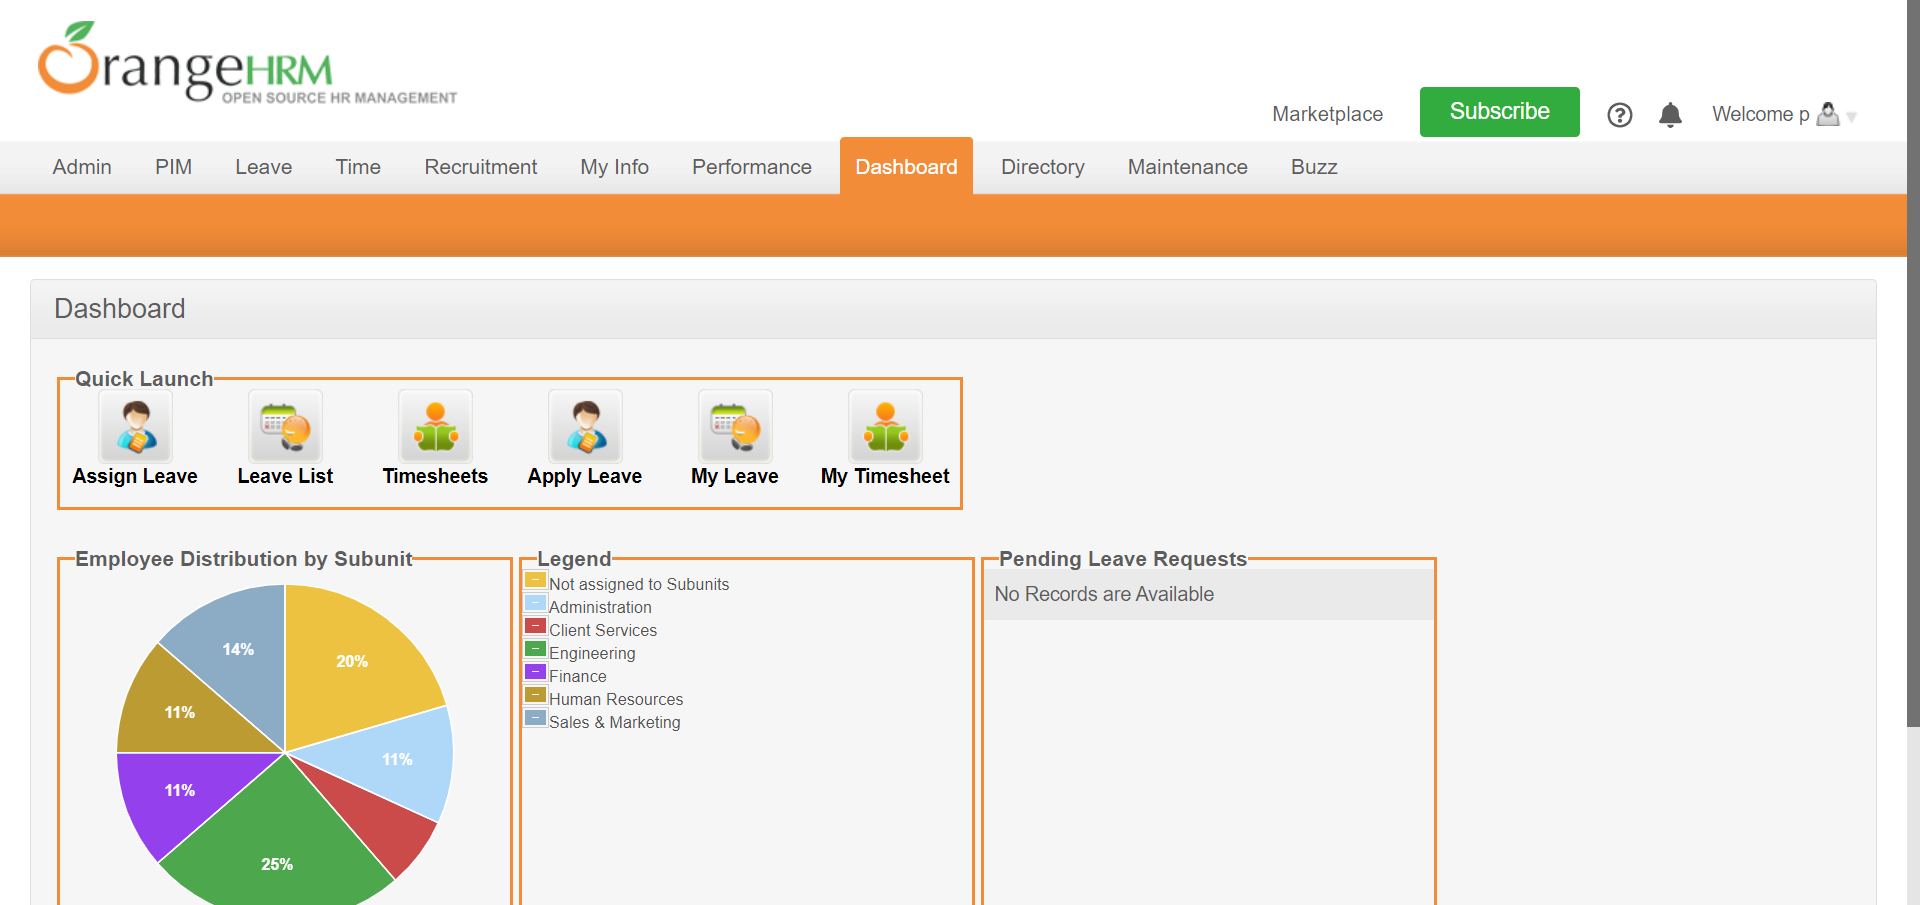 OrangeHRM
OPEN SOURCE HR MANAGEMENT
Marketplace
Subscribe
?
Welcome p
Admin PIM Leave Time Recruitment My Info Performance Dashboard Directory Maintenance Buzz
Dashboard
Quick Launch
Assign Leave Leave List Timesheets Apply Leave My Leave My Timesheet
Employee Distribution by Subunit
14%
20%
11%
11%
11%
25%
Legend
Not assigned to Subunits
Administration
Client Services
Engineering
Finance
Human Resources
Sales & Marketing
Pending Leave Requests
No Records are Available